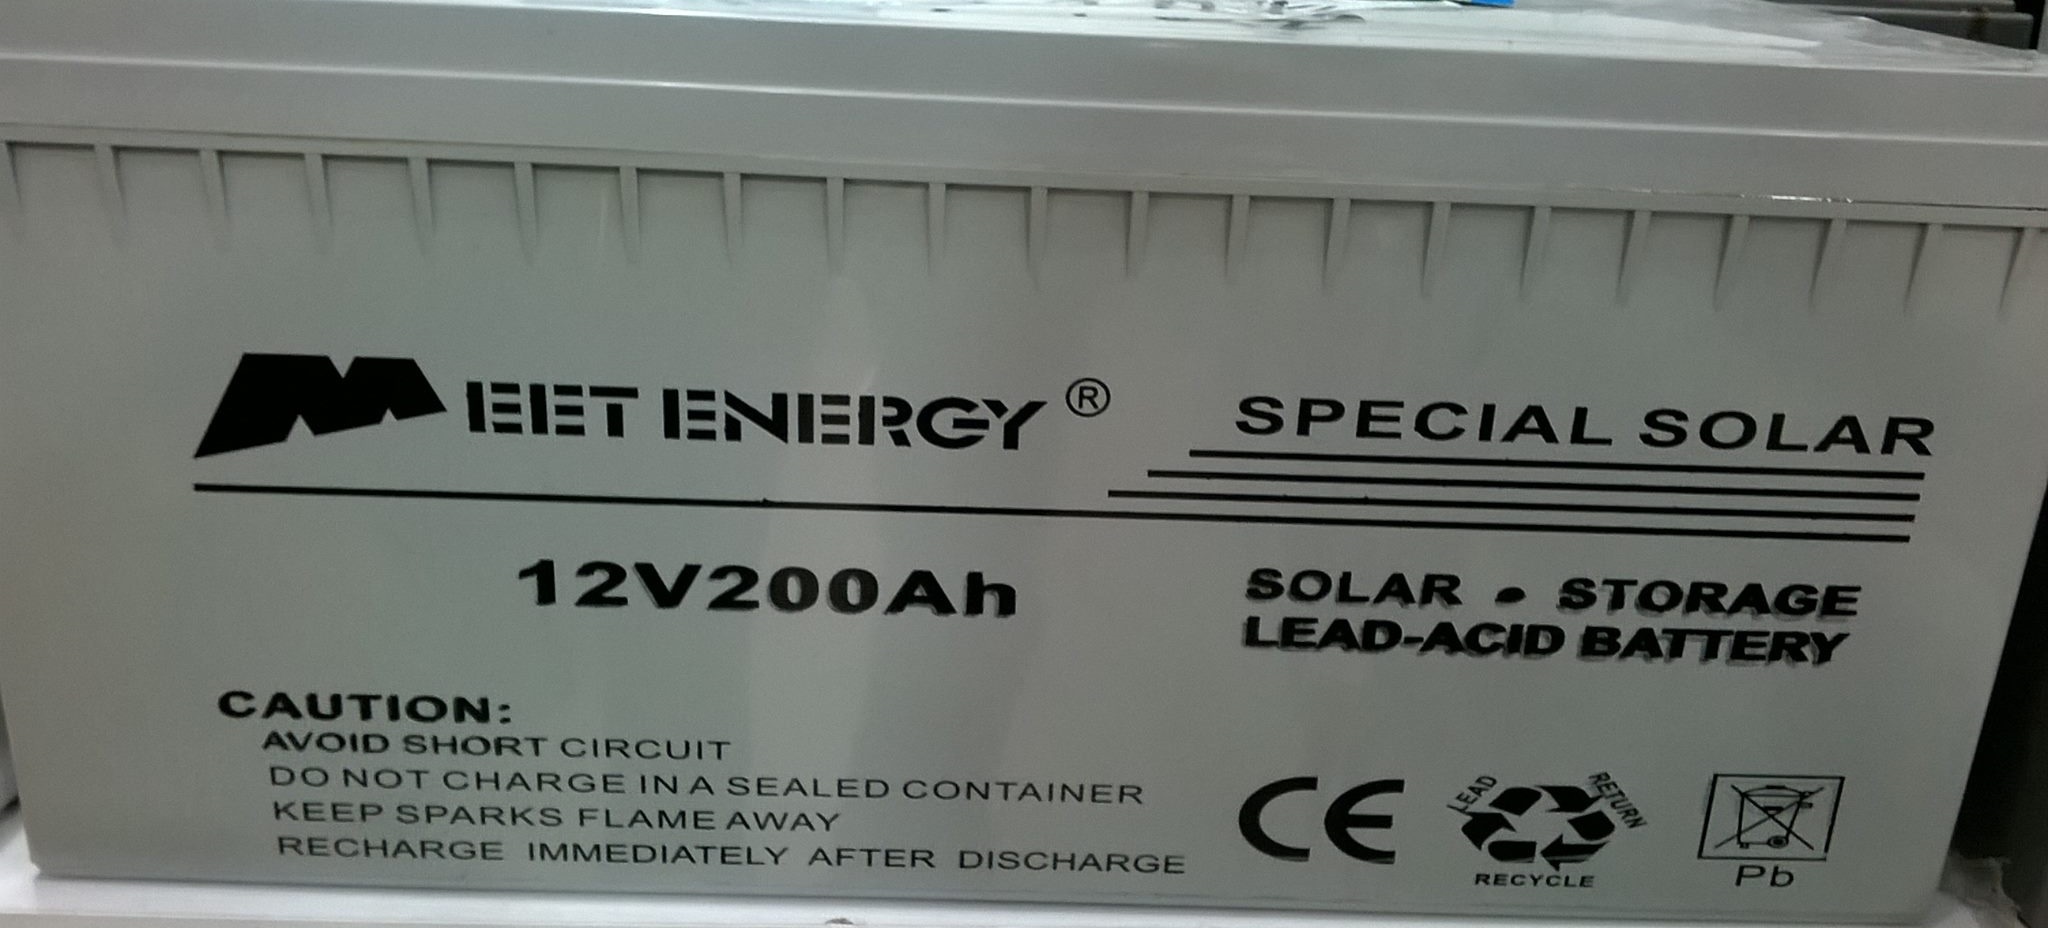 MEET ENERGY ®
SPECIAL SOLAR
12V200Ah
SOLAR • STORAGE
LEAD-ACID BATTERY
CAUTION:
AVOID SHORT CIRCUIT
DO NOT CHARGE IN A SEALED CONTAINER
KEEP SPARKS FLAME AWAY
RECHARGE IMMEDIATELY AFTER DISCHARGE
CE
LEAD
RETURN
RECYCLE
Pb